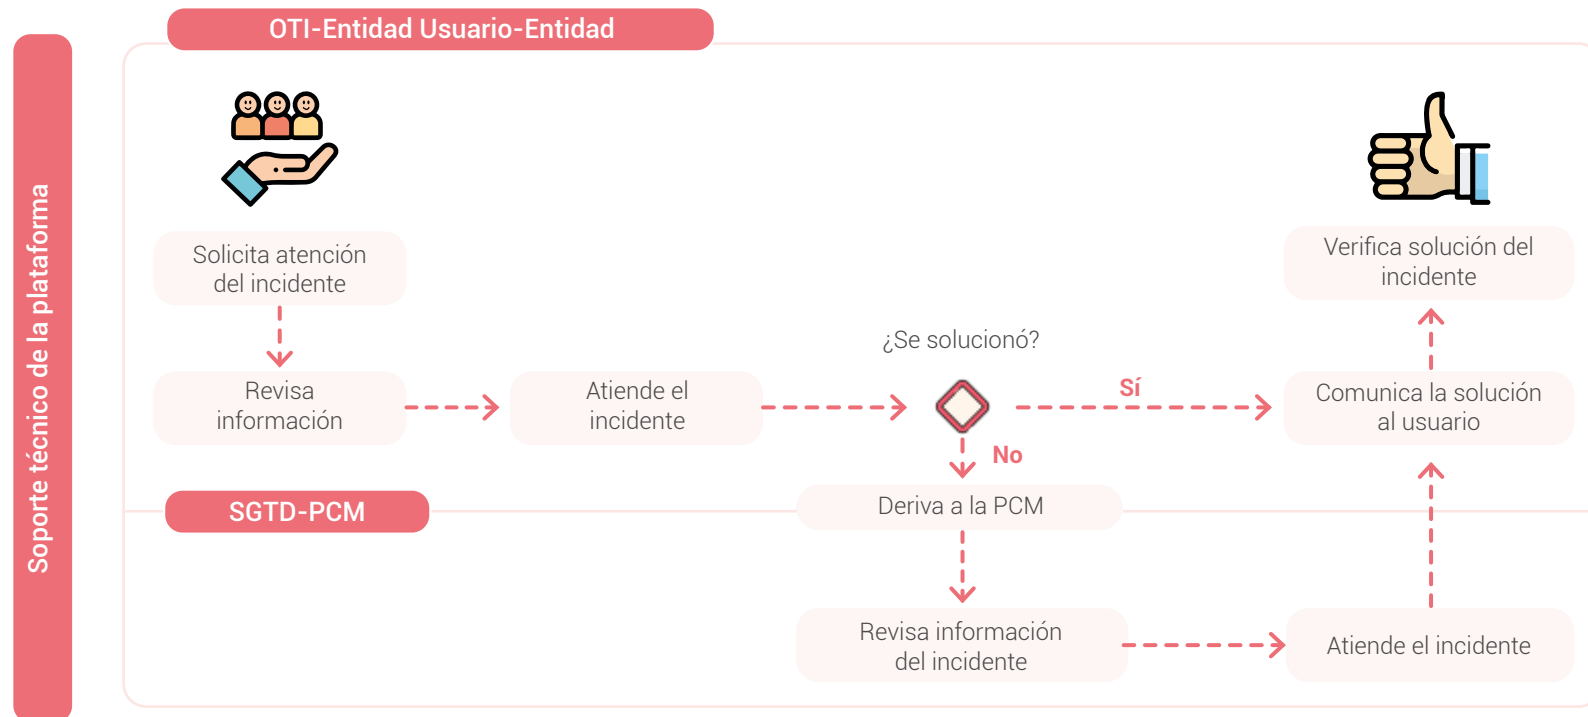 OTI-Entidad Usuario-Entidad
Soporte técnico de la plataforma
Solicita atención
del incidente
Verifica solución del
incidente
¿Se solucionó?
Revisa
información
Atiende el
incidente
Sí
Comunica la solución
al usuario
No
SGTD-PCM
Deriva a la PCM
Revisa información
del incidente
Atiende el incidente